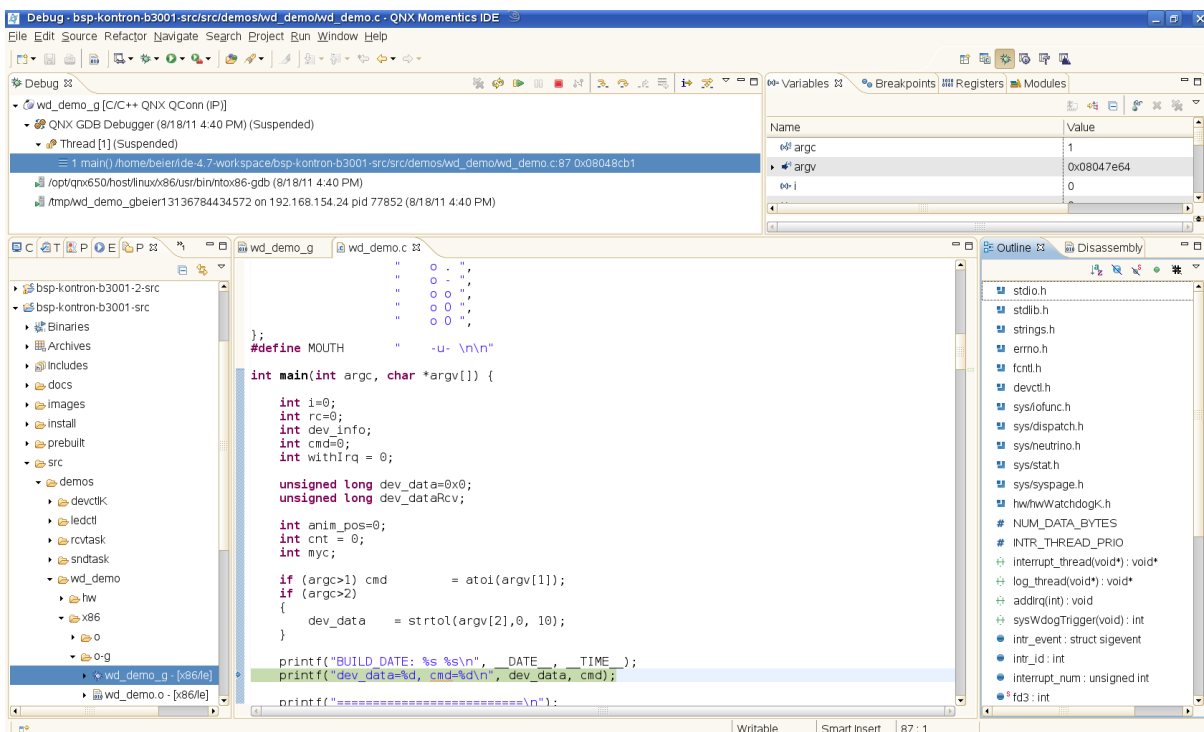 Debug - bsp-kontron-b3001-src/src/demos/wd_demo/wd_demo.c - QNX Momentics IDE
File Edit Source Refactor Navigate Search Project Run Window Help
Debug
wd_demo_g [C/C++ QNX QConn (IP)]
QNX GDB Debugger (8/18/11 4:40 PM) (Suspended)
Thread [1] (Suspended)
1 main() /home/beier/ide-4.7-workspace/bsp-kontron-b3001-src/src/demos/wd_demo/wd_demo.c:87 0x08048cb1
/opt/qnx650/host/linux/x86/usr/bin/ntox86-gdb (8/18/11 4:40 PM)
/tmp/wd_demo_gbeier13136784434572 on 192.168.154.24 pid 77852 (8/18/11 4:40 PM)
Variables Breakpoints Registers Modules
Name Value
argc 1
argv 0x08047e64
i 0
C T P E P
bsp-kontron-b3001-2-src
bsp-kontron-b3001-src
Binaries
Archives
Includes
docs
images
install
prebuilt
src
demos
devctlK
ledctl
rcvtask
sndtask
wd_demo
hw
x86
o
o-g
wd_demo_g - [x86/le]
wd_demo.o - [x86/le]
wd_demo_g wd_demo.c
"    o . ",
"    o - ",
"    o o ",
"    o O ",
"    o O ",
};
#define MOUTH       "    -u- \n\n"
int main(int argc, char *argv[]) {
int i=0;
int rc=0;
int dev_info;
int cmd=0;
int withIrq = 0;
unsigned long dev_data=0x0;
unsigned long dev_dataRcv;
int anim_pos=0;
int cnt = 0;
int myc;
if (argc>1) cmd         = atoi(argv[1]);
if (argc>2)
{
dev_data    = strtol(argv[2],0, 10);
}
printf("BUILD_DATE: %s %s\n", __DATE__, __TIME__);
printf("dev_data=%d, cmd=%d\n", dev_data, cmd);
printf("==========================\n");
Outline Disassembly
stdio.h
stdlib.h
strings.h
errno.h
fcntl.h
devctl.h
sys/iofunc.h
sys/dispatch.h
sys/neutrino.h
sys/stat.h
sys/syspage.h
hw/hwWatchdogK.h
# NUM_DATA_BYTES
# INTR_THREAD_PRIO
interrupt_thread(void*) : void*
log_thread(void*) : void*
addIrq(int) : void
sysWdogTrigger(void) : int
intr_event : struct sigevent
intr_id : int
interrupt_num : unsigned int
fd3 : int
Writable Smart Insert 87 : 1